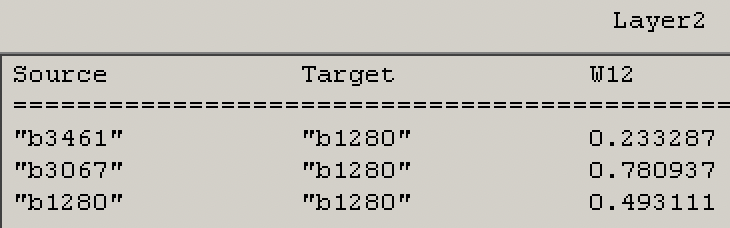 Layer2
Source Target W12
==============================================
"b3461" "b1280" 0.233287
"b3067" "b1280" 0.780937
"b1280" "b1280" 0.493111